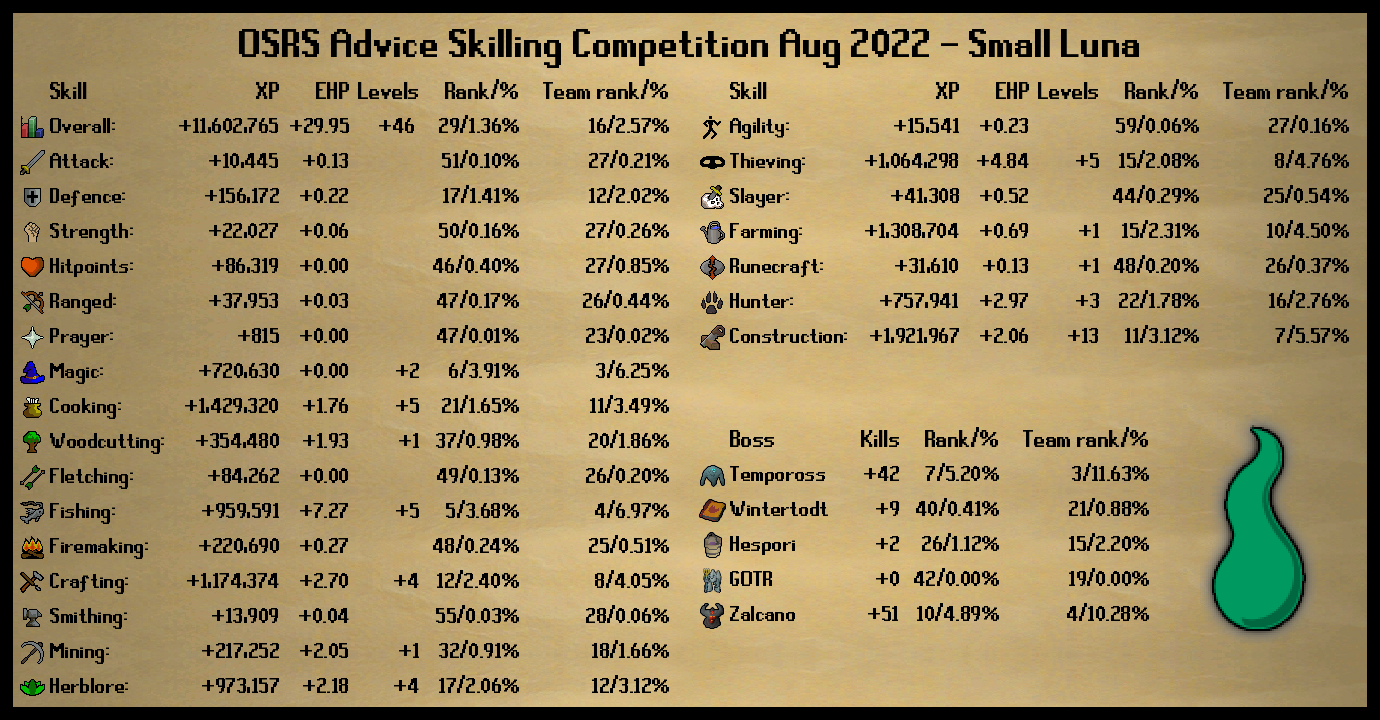 OSRS Advice Skilling Competition Aug 2022 - Small Luna
Skill XP EHP Levels Rank/% Team rank/%
Overall: +11,602,765 +29.95 +46 29/1.36% 16/2.57%
Attack: +10,445 +0.13 51/0.10% 27/0.21%
Defence: +156,172 +0.22 17/1.41% 12/2.02%
Strength: +22,027 +0.06 50/0.16% 27/0.26%
Hitpoints: +86,319 +0.00 46/0.40% 27/0.85%
Ranged: +37,953 +0.03 47/0.17% 26/0.44%
Prayer: +815 +0.00 47/0.01% 23/0.02%
Magic: +720,630 +0.00 +2 6/3.91% 3/6.25%
Cooking: +1,429,320 +1.76 +5 21/1.65% 11/3.49%
Woodcutting: +354,480 +1.93 +1 37/0.98% 20/1.86%
Fletching: +84,262 +0.00 49/0.13% 26/0.20%
Fishing: +959,591 +7.27 +5 5/3.68% 4/6.97%
Firemaking: +220,690 +0.27 48/0.24% 25/0.51%
Crafting: +1,174,374 +2.70 +4 12/2.40% 8/4.05%
Smithing: +13,909 +0.04 55/0.03% 28/0.06%
Mining: +217,252 +2.05 +1 32/0.91% 18/1.66%
Herblore: +973,157 +2.18 +4 17/2.06% 12/3.12%
Skill XP EHP Levels Rank/% Team rank/%
Agility: +15,541 +0.23 59/0.06% 27/0.16%
Thieving: +1,064,298 +4.84 +5 15/2.08% 8/4.76%
Slayer: +41,308 +0.52 44/0.29% 25/0.54%
Farming: +1,308,704 +0.69 +1 15/2.31% 10/4.50%
Runecraft: +31,610 +0.13 +1 48/0.20% 26/0.37%
Hunter: +757,941 +2.97 +3 22/1.78% 16/2.76%
Construction: +1,921,967 +2.06 +13 11/3.12% 7/5.57%
Boss Kills Rank/% Team rank/%
Tempoross +42 7/5.20% 3/11.63%
Wintertodt +9 40/0.41% 21/0.88%
Hespori +2 26/1.12% 15/2.20%
GOTR +0 42/0.00% 19/0.00%
Zalcano +51 10/4.89% 4/10.28%